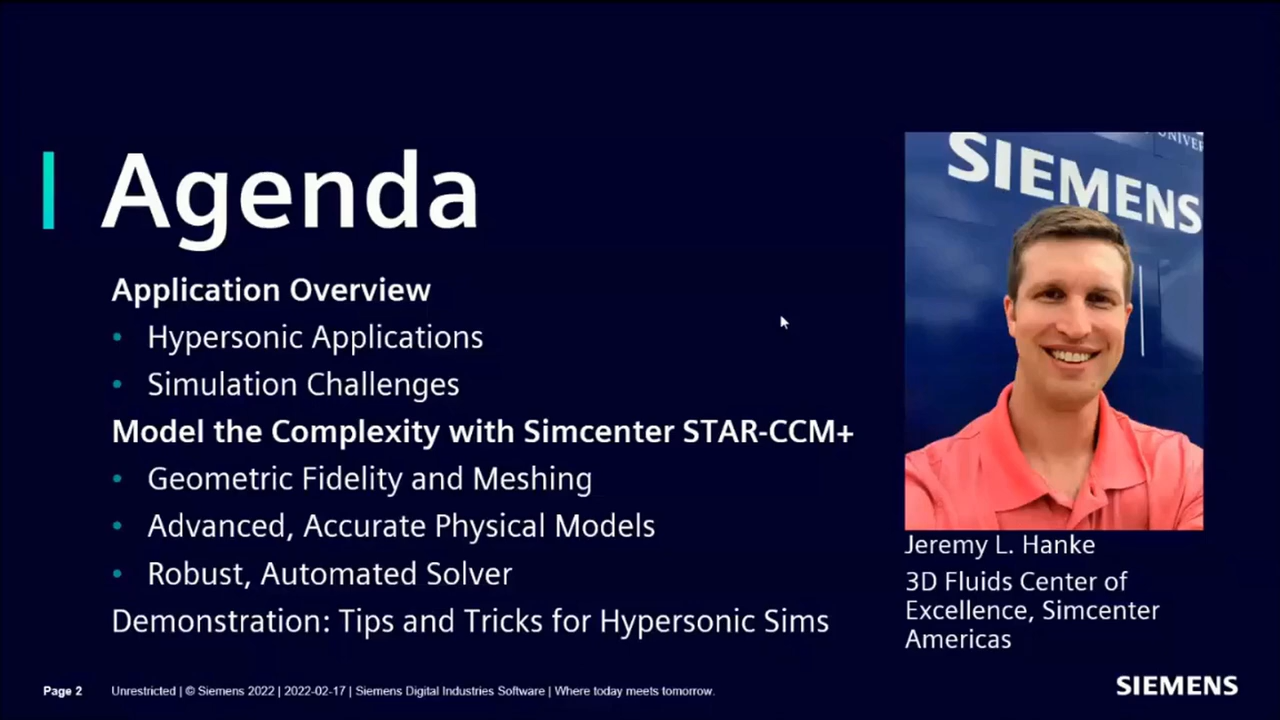 Agenda
Application Overview
• Hypersonic Applications
• Simulation Challenges
Model the Complexity with Simcenter STAR-CCM+
• Geometric Fidelity and Meshing
• Advanced, Accurate Physical Models
• Robust, Automated Solver
Demonstration: Tips and Tricks for Hypersonic Sims
SIEMENS
Jeremy L. Hanke
3D Fluids Center of
Excellence, Simcenter
Americas
Page 2 Unrestricted | © Siemens 2022 | 2022-02-17 | Siemens Digital Industries Software | Where today meets tomorrow.
SIEMENS